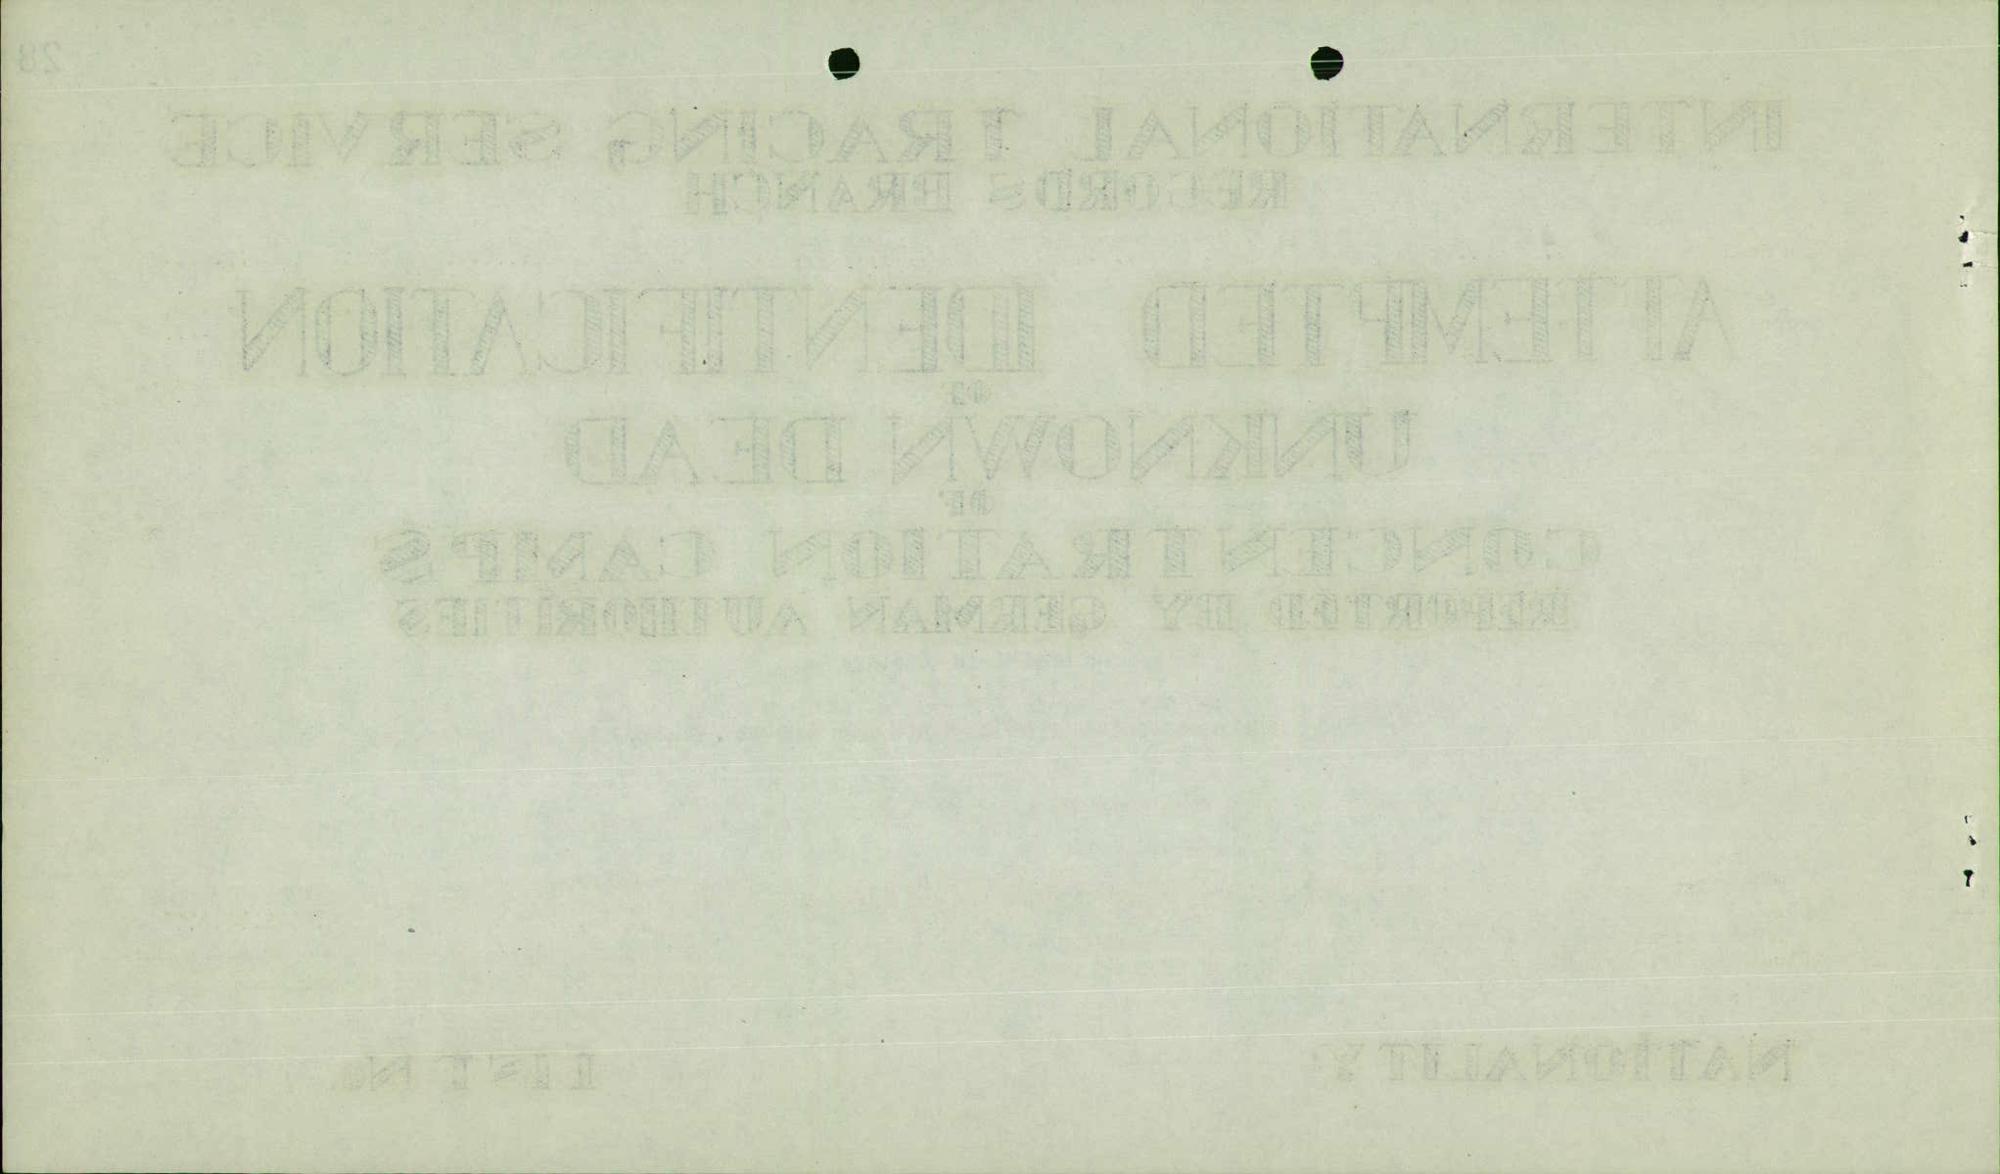 28
INTERNATIONAL TRACING SERVICE
RECORDS BRANCH
ATTEMPTED IDENTIFICATION
OF
UNKNOWN DEAD
OF
CONCENTRATION CAMPS
REPORTED BY GERMAN AUTHORITIES
NATIONALITY LIST No.